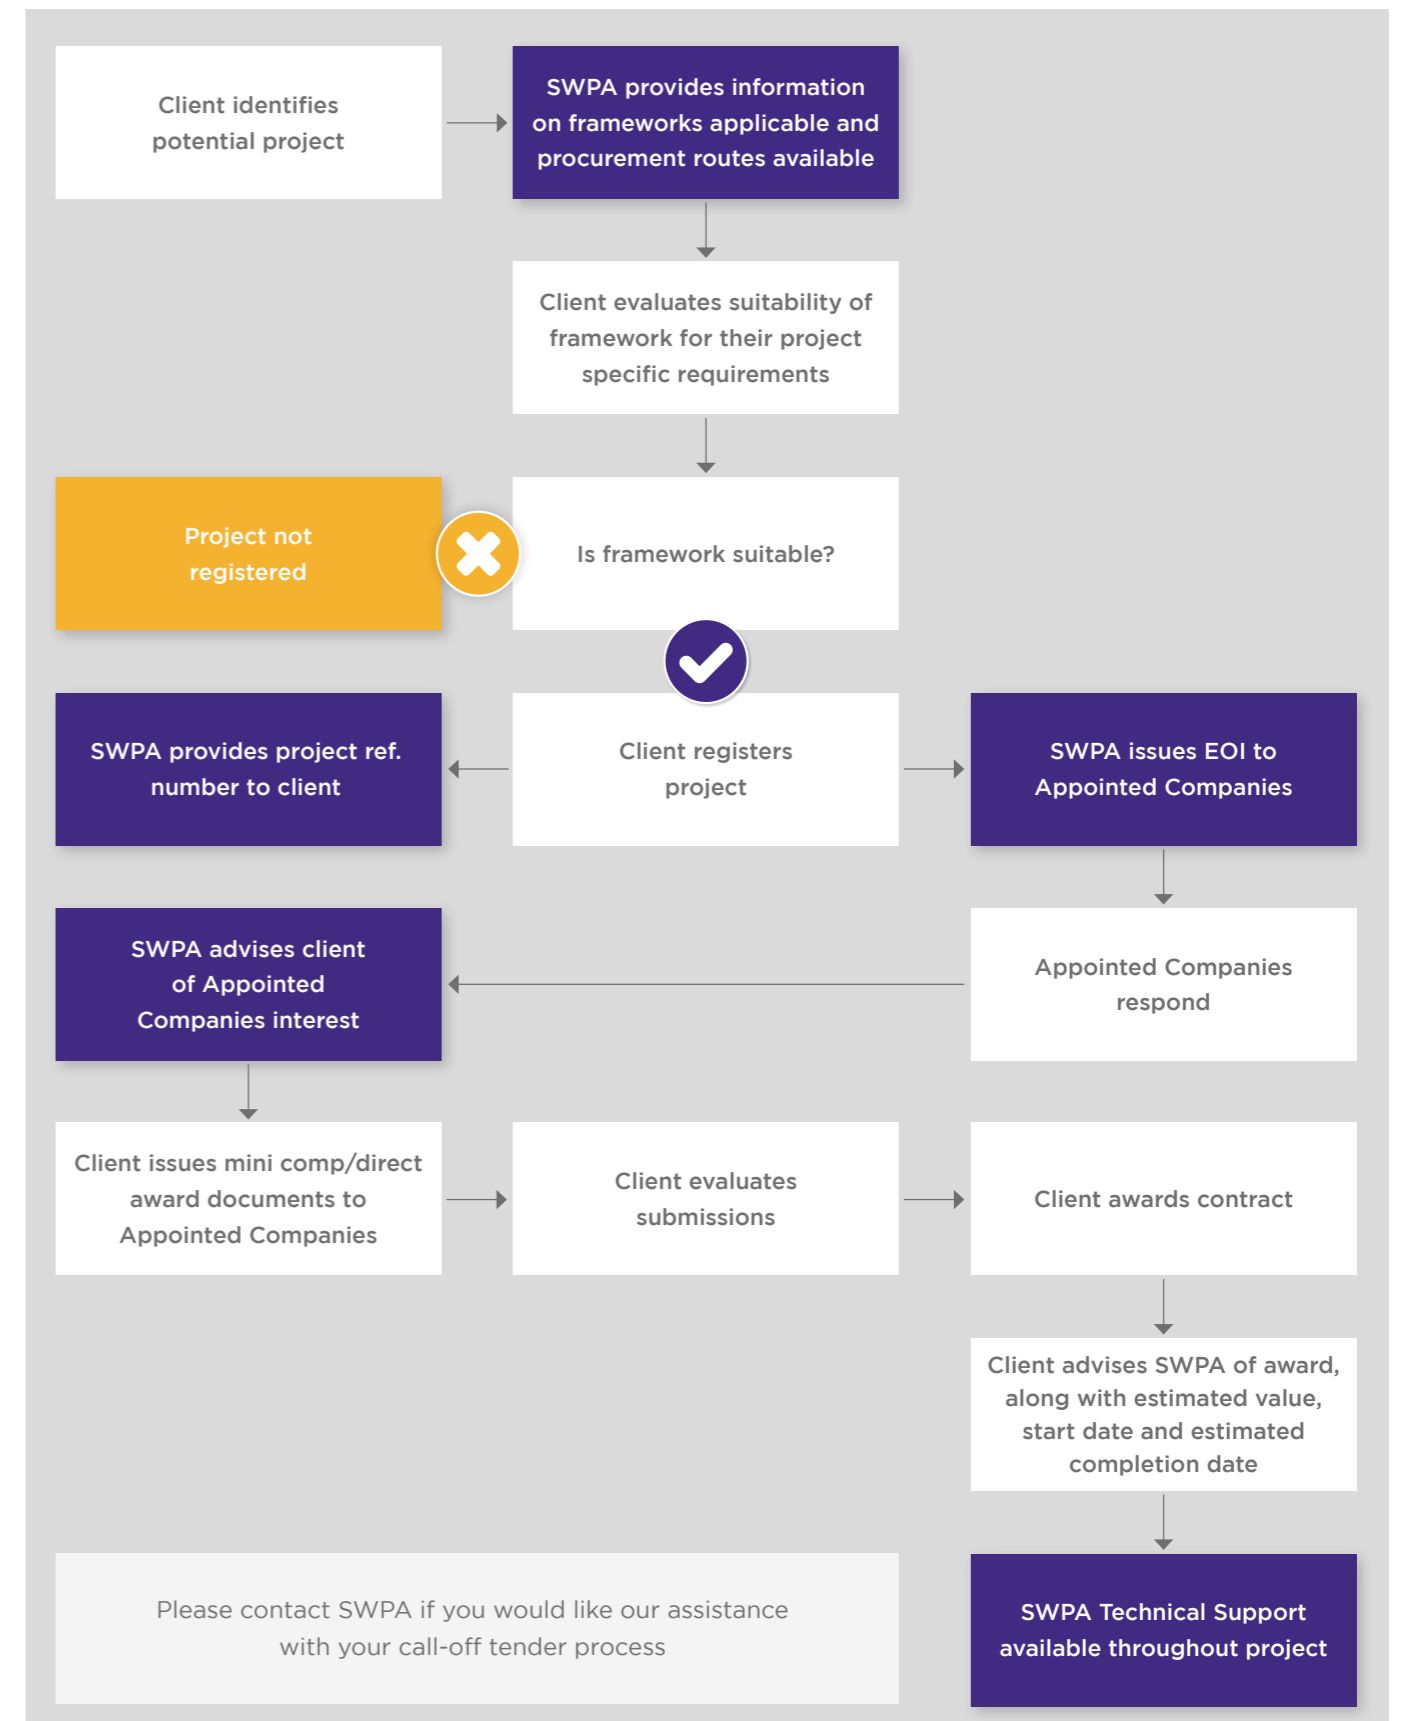 Client identifies
potential project
SWPA provides information
on frameworks applicable and
procurement routes available
Client evaluates suitability of
framework for their project
specific requirements
Project not
registered
Is framework suitable?
SWPA provides project ref.
number to client
Client registers
project
SWPA issues EOI to
Appointed Companies
SWPA advises client
of Appointed
Companies interest
Appointed Companies
respond
Client issues mini comp/direct
award documents to
Appointed Companies
Client evaluates
submissions
Client awards contract
Client advises SWPA of award,
along with estimated value,
start date and estimated
completion date
Please contact SWPA if you would like our assistance
with your call-off tender process
SWPA Technical Support
available throughout project